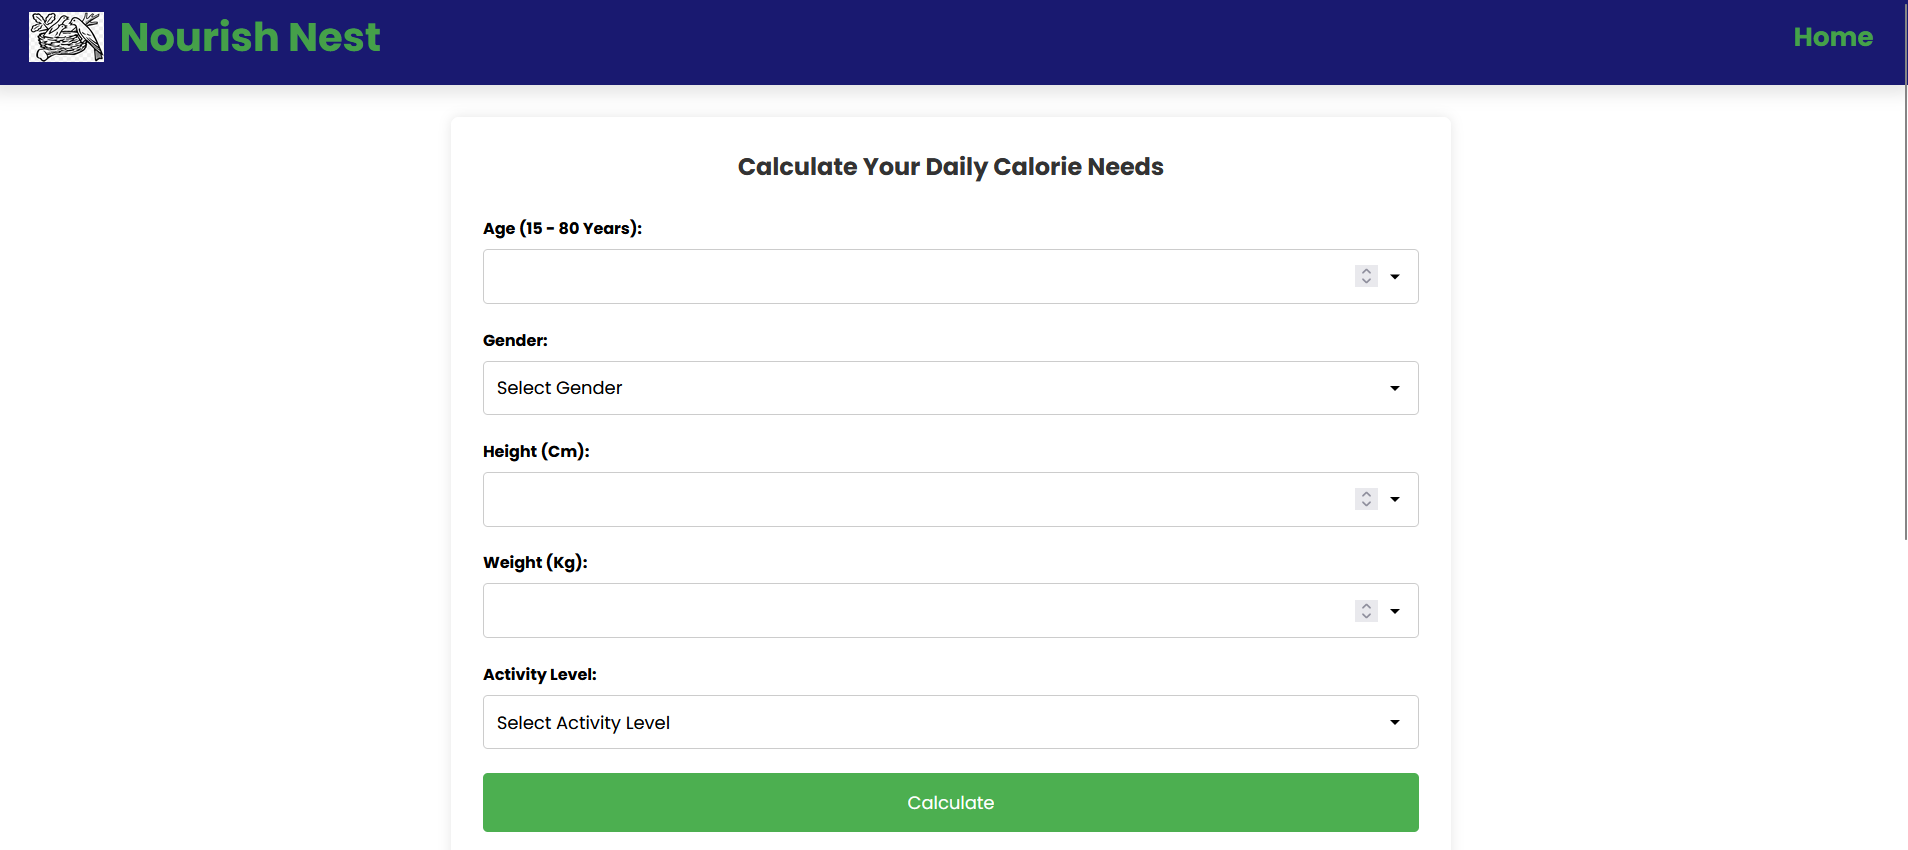 Nourish Nest
Home
Calculate Your Daily Calorie Needs
Age (15 - 80 Years):
Gender:
Select Gender
Height (Cm):
Weight (Kg):
Activity Level:
Select Activity Level
Calculate